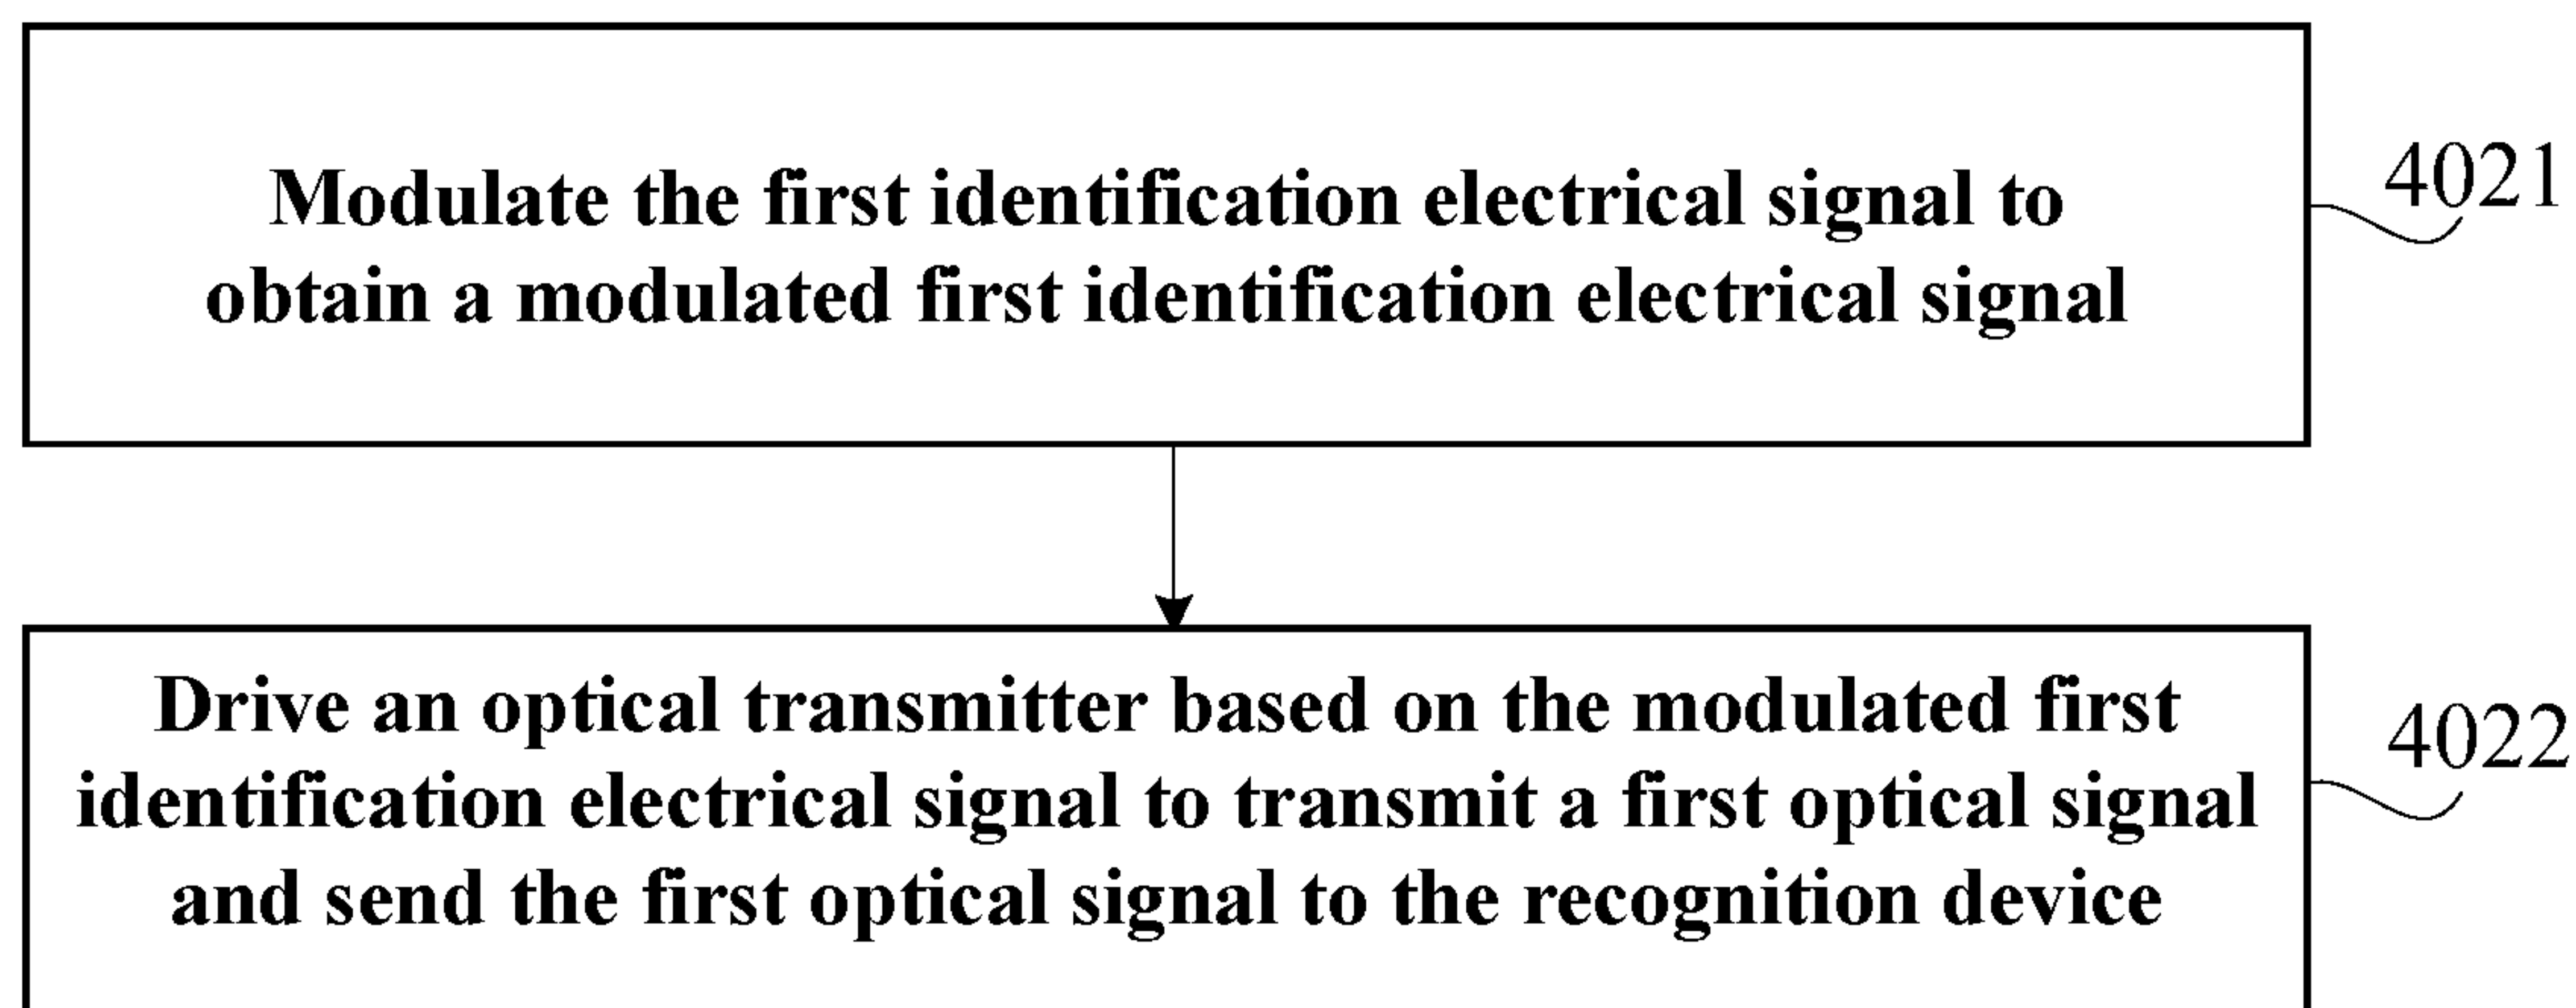 Modulate the first identification electrical signal to
obtain a modulated first identification electrical signal
4021
Drive an optical transmitter based on the modulated first
identification electrical signal to transmit a first optical signal
and send the first optical signal to the recognition device
4022